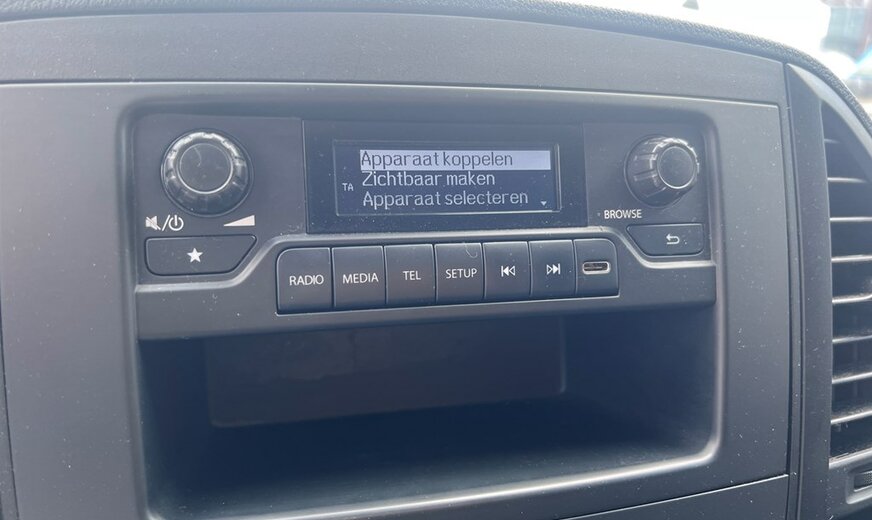 Apparaat koppelen
Zichtbaar maken
TA
Apparaat selecteren
BROWSE
RADIO
MEDIA
TEL
SETUP